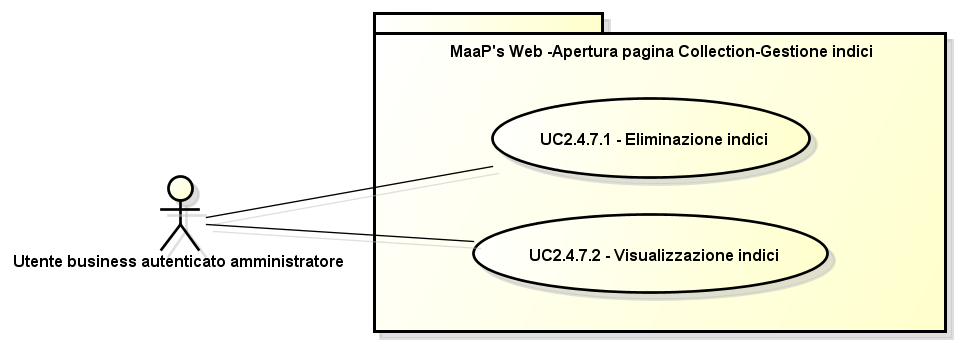 MaaP's Web -Apertura pagina Collection-Gestione indici
UC2.4.7.1 - Eliminazione indici
Utente business autenticato amministratore
UC2.4.7.2 - Visualizzazione indici